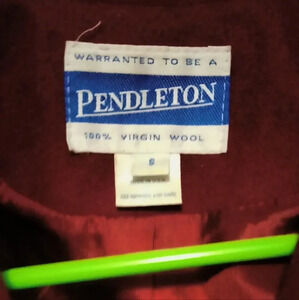 WARRANTED TO BE A
PENDLETON
100% VIRGIN WOOL